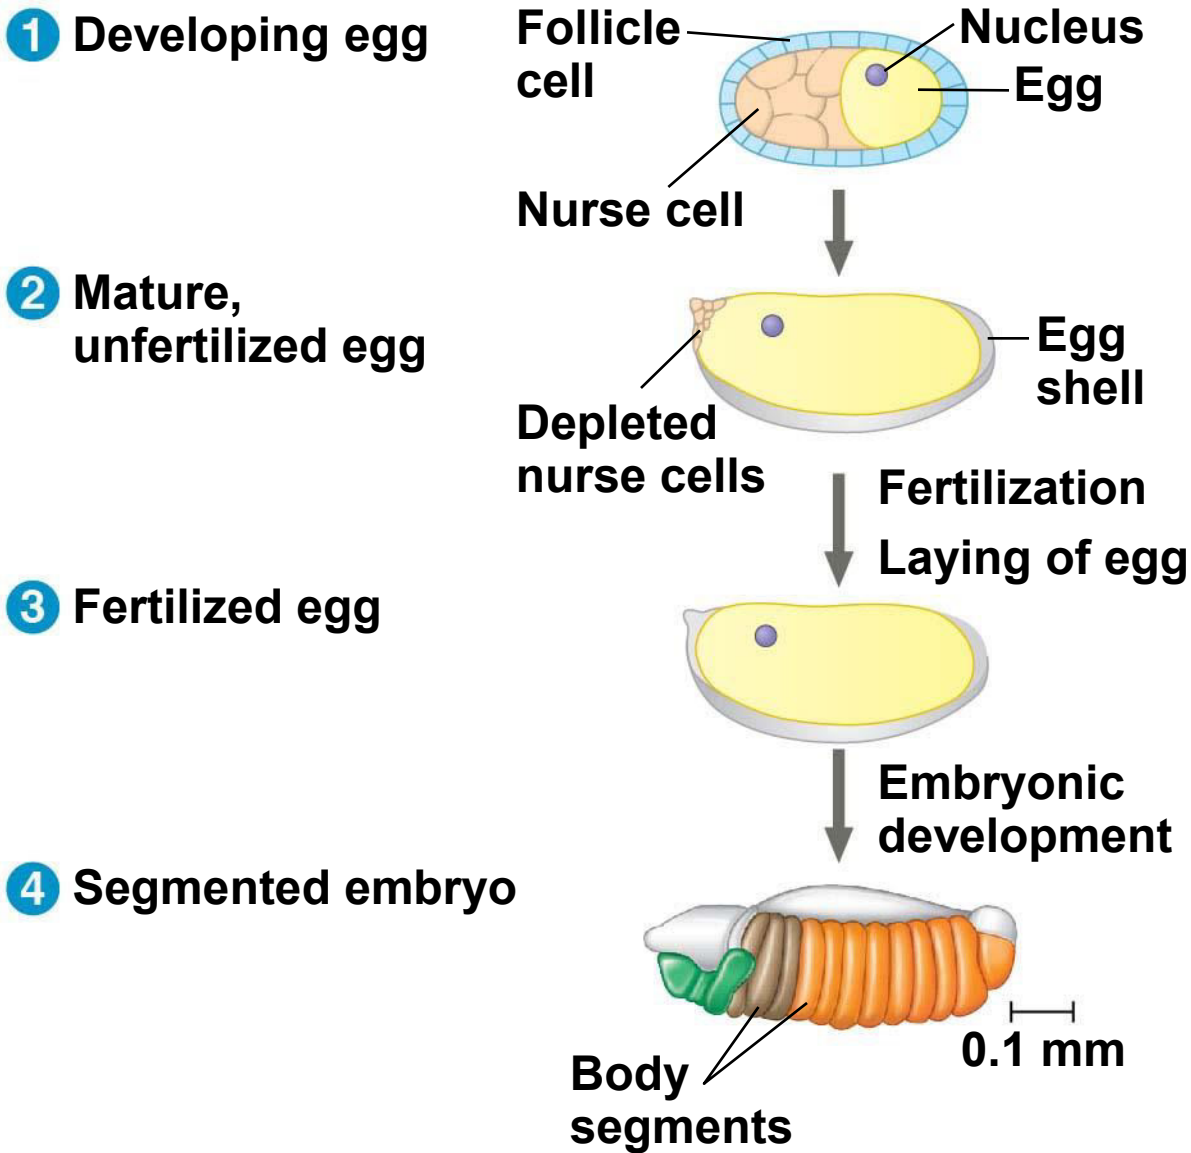 1 Developing egg
Follicle
cell
Nucleus
Egg
Nurse cell
2 Mature,
unfertilized egg
Egg
shell
Depleted
nurse cells
Fertilization
Laying of egg
3 Fertilized egg
Embryonic
development
4 Segmented embryo
0.1 mm
Body
segments